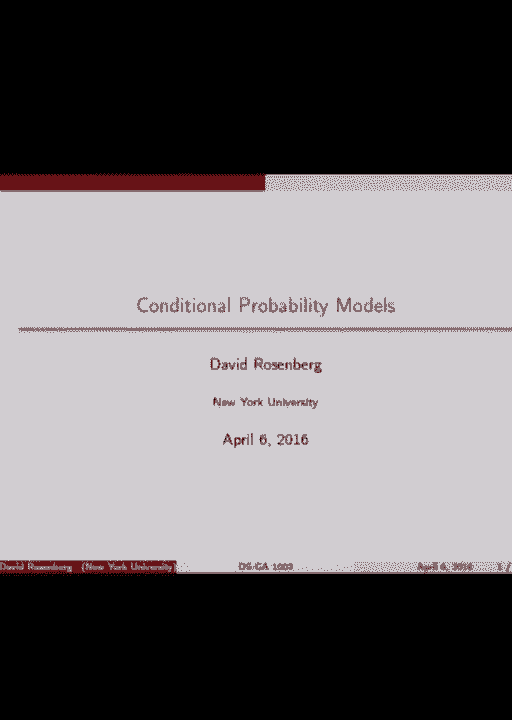 Conditional Probability Models
David Rosenberg
New York University
April 6, 2016
David Rosenberg (New York University)
DS-GA 1003
April 6, 2016
1 /